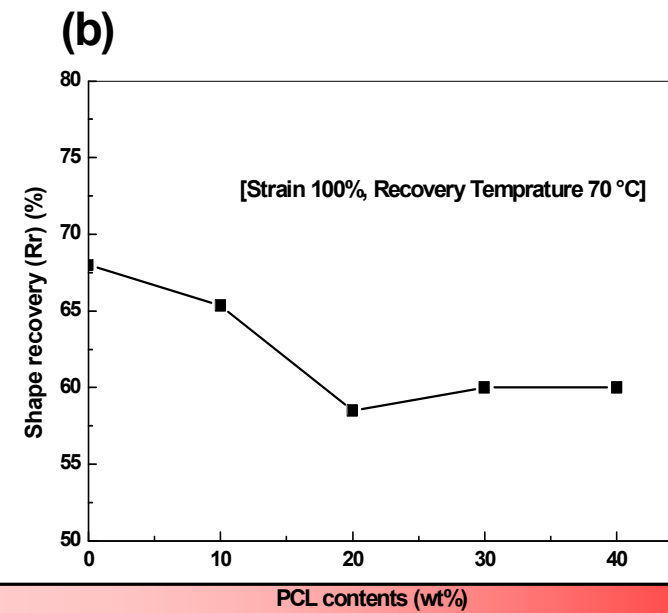 (b)
80
75
[Strain 100%, Recovery Temprature 70 °C]
70
65
60
55
50
Shape recovery (Rr) (%)
0 10 20 30 40
PCL contents (wt%)